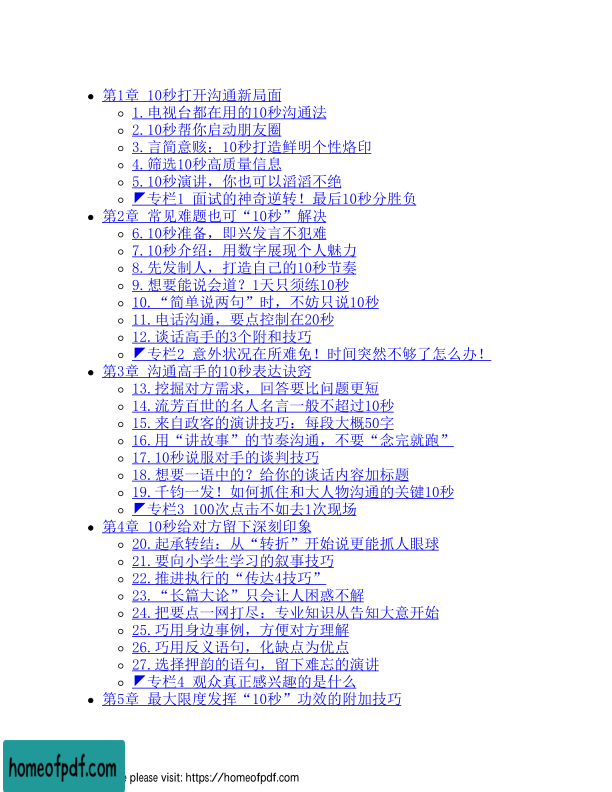 第1章 10秒打开沟通新局面
1.电视台都在用的10秒沟通法
2.10秒帮你启动朋友圈
3.言简意赅：10秒打造鲜明个性烙印
4.筛选10秒高质量信息
5.10秒演讲，你也可以滔滔不绝
◤专栏1 面试的神奇逆转！最后10秒分胜负
第2章 常见难题也可“10秒”解决
6.10秒准备，即兴发言不犯难
7.10秒介绍：用数字展现个人魅力
8.先发制人，打造自己的10秒节奏
9.想要能说会道？1天只须练10秒
10.“简单说两句”时，不妨只说10秒
11.电话沟通，要点控制在20秒
12.谈话高手的3个附和技巧
◤专栏2 意外状况在所难免！时间突然不够了怎么办！
第3章 沟通高手的10秒表达诀窍
13.挖掘对方需求，回答要比问题更短
14.流芳百世的名人名言一般不超过10秒
15.来自政客的演讲技巧：每段大概50字
16.用“讲故事”的节奏沟通，不要“念完就跑”
17.10秒说服对手的谈判技巧
18.想要一语中的？给你的谈话内容加标题
19.千钧一发！如何抓住和大人物沟通的关键10秒
◤专栏3 100次点击不如去1次现场
第4章 10秒给对方留下深刻印象
20.起承转结：从“转折”开始说更能抓人眼球
21.要向小学生学习的叙事技巧
22.推进执行的“传达4技巧”
23.“长篇大论”只会让人困惑不解
24.把要点一网打尽：专业知识从告知大意开始
25.巧用身边事例，方便对方理解
26.巧用反义语句，化缺点为优点
27.选择押韵的语句，留下难忘的演讲
◤专栏4 观众真正感兴趣的是什么
第5章 最大限度发挥“10秒”功效的附加技巧
homeofpdf.com
please visit: https://homeofpdf.com